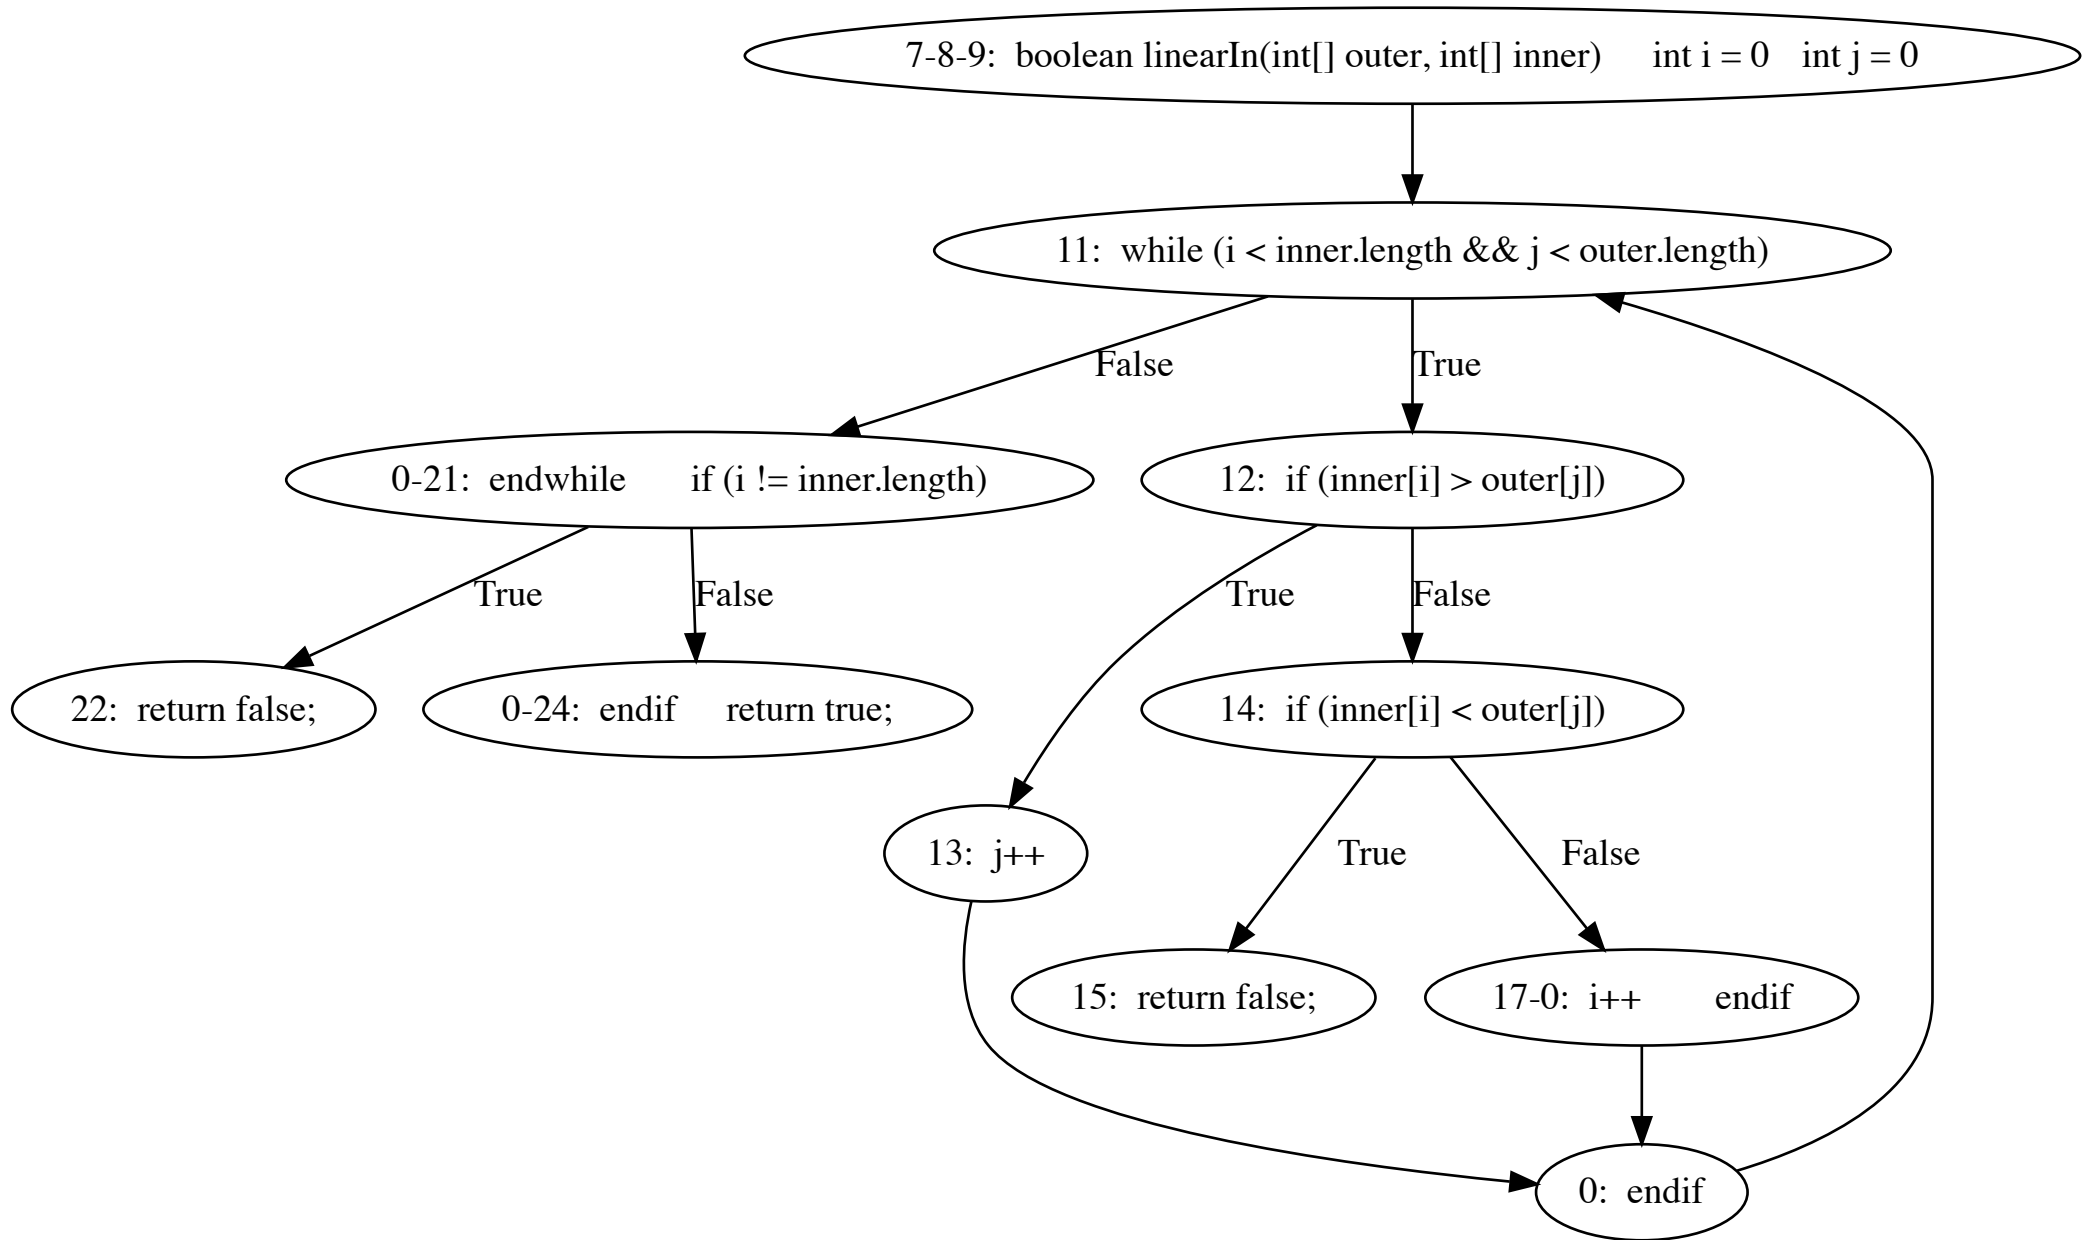 7-8-9: boolean linearIn(int[] outer, int[] inner) int i = 0 int j = 0
11: while (i < inner.length && j < outer.length)
False
True
0-21: endwhile if (i != inner.length)
12: if (inner[i] > outer[j])
True
False
True
False
22: return false;
0-24: endif return true;
14: if (inner[i] < outer[j])
13: j++
True
False
15: return false;
17-0: i++ endif
0: endif